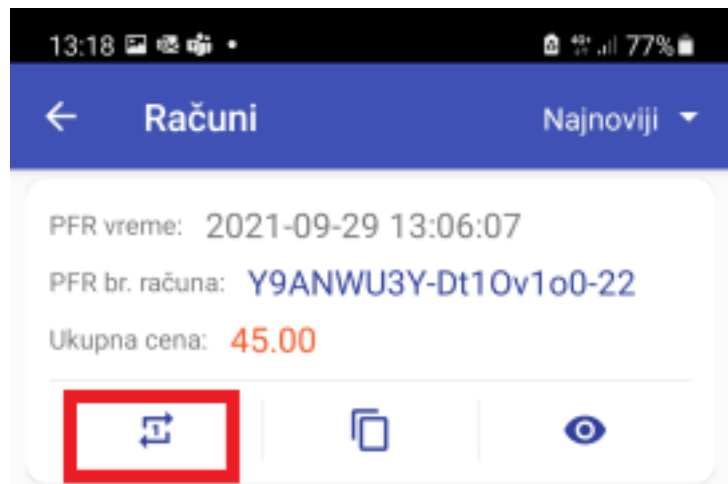 13:18 77%
Računi Najnoviji
PFR vreme: 2021-09-29 13:06:07
PFR br. računa: Y9ANWU3Y-Dt1Ov1o0-22
Ukupna cena: 45.00
1